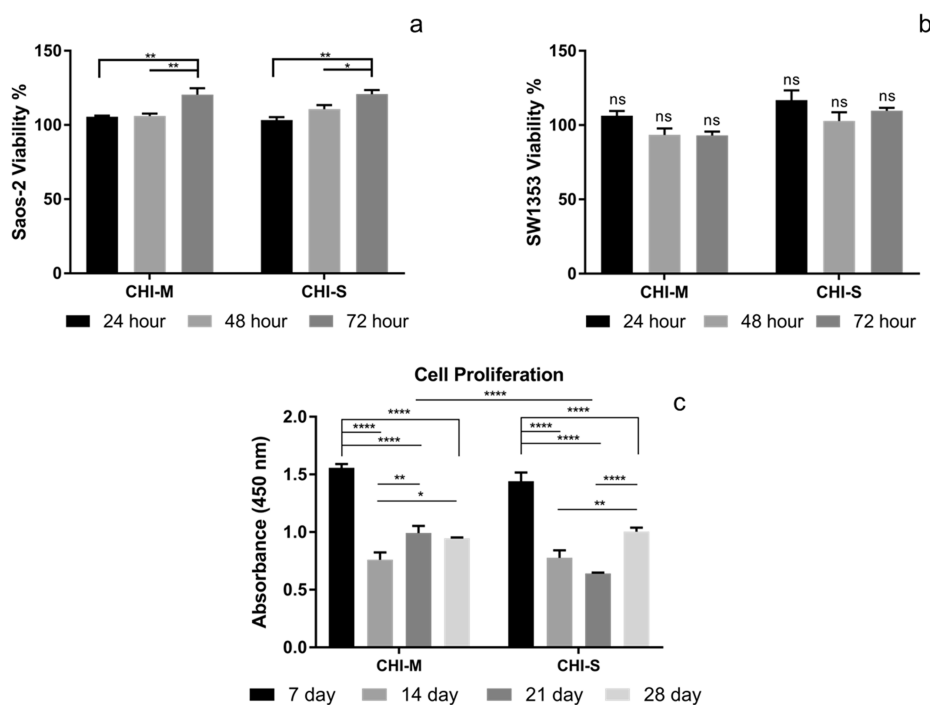 a
150
100
50
0
Saos-2 Viability %
**
**
**
*
CHI-M
CHI-S
24 hour
48 hour
72 hour
b
150
100
50
0
SW1353 Viability %
ns
ns
ns
ns
ns
ns
CHI-M
CHI-S
24 hour
48 hour
72 hour
Cell Proliferation
c
2.0
1.5
1.0
0.5
0.0
Absorbance (450 nm)
****
****
****
****
**
*
****
****
****
****
**
CHI-M
CHI-S
7 day
14 day
21 day
28 day